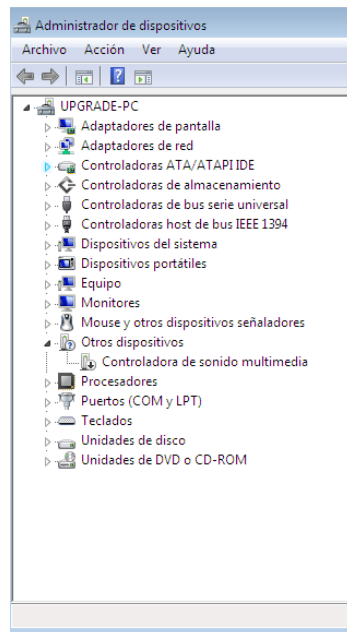 Administrador de dispositivos
Archivo Acción Ver Ayuda
UPGRADE-PC
Adaptadores de pantalla
Adaptadores de red
Controladoras ATA/ATAPI IDE
Controladoras de almacenamiento
Controladoras de bus serie universal
Controladoras host de bus IEEE 1394
Dispositivos del sistema
Dispositivos portátiles
Equipo
Monitores
Mouse y otros dispositivos señaladores
Otros dispositivos
Controladora de sonido multimedia
Procesadores
Puertos (COM y LPT)
Teclados
Unidades de disco
Unidades de DVD o CD-ROM